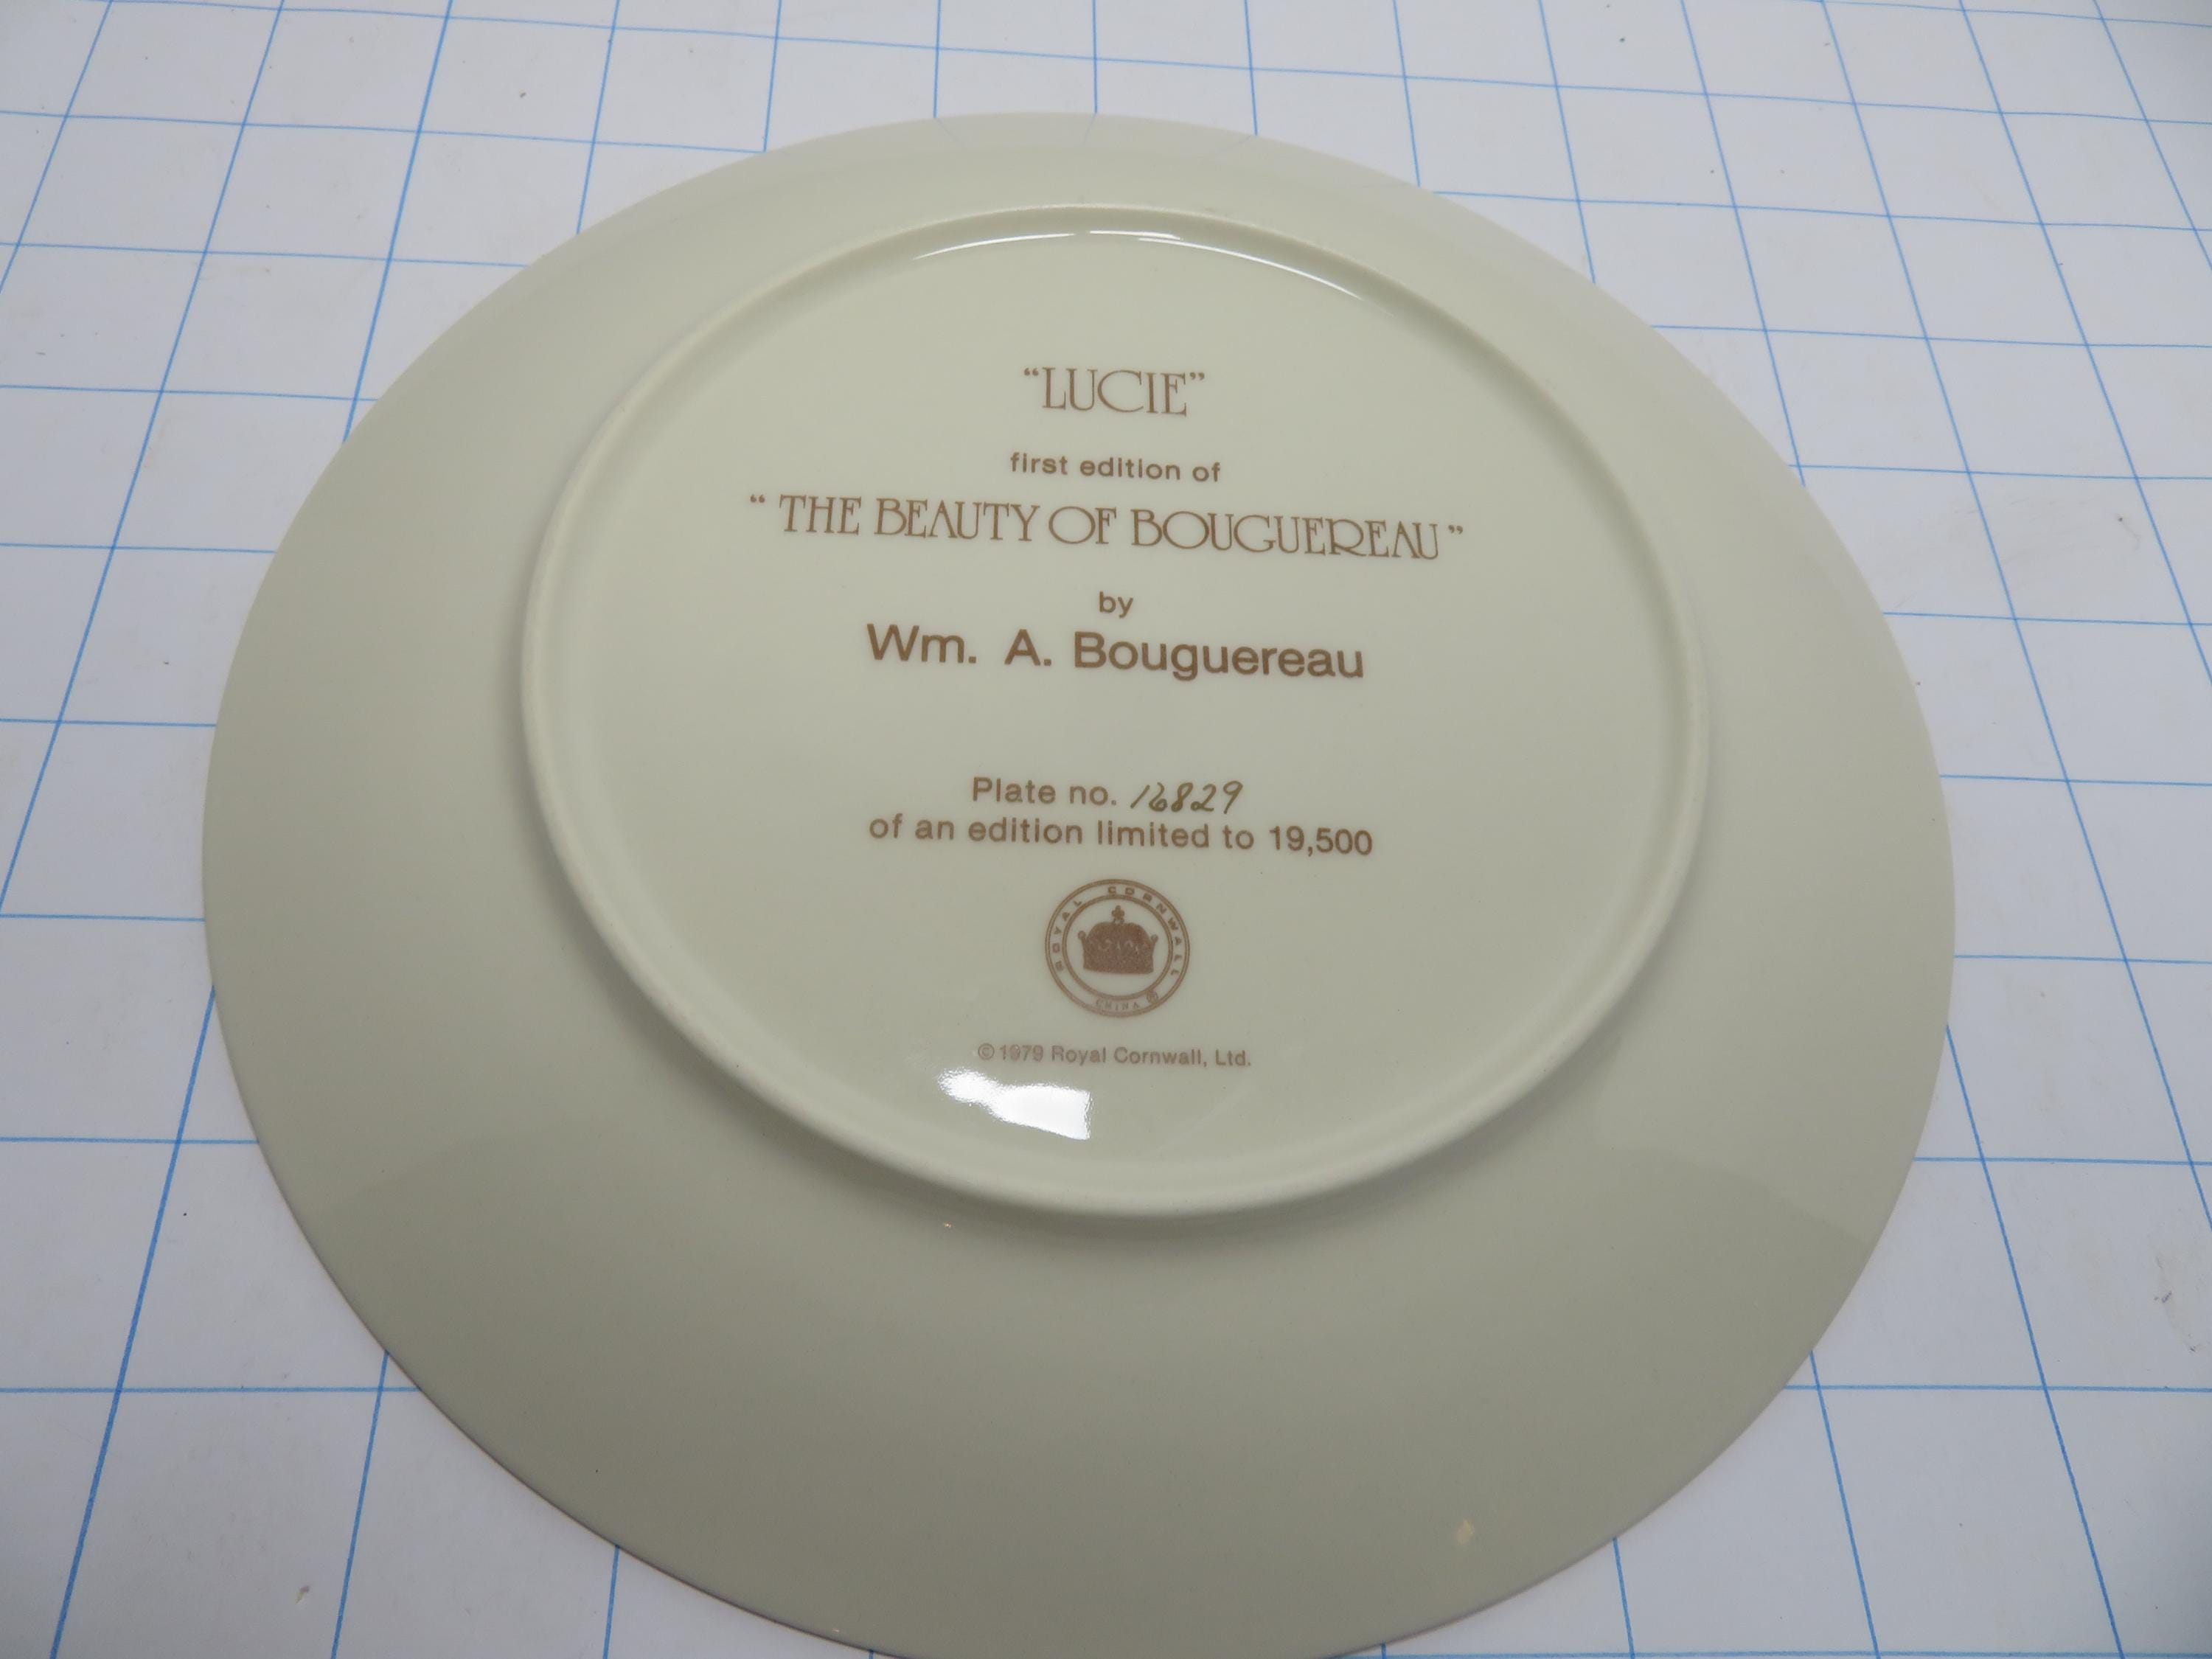 “LUCIE”
first edition of
“ THE BEAUTY OF BOUGUEREAU ”
by
Wm. A. Bouguereau
Plate no. 16829
of an edition limited to 19,500
ROYAL CORNWALL
CHINA ®
© 1979 Royal Cornwall, Ltd.